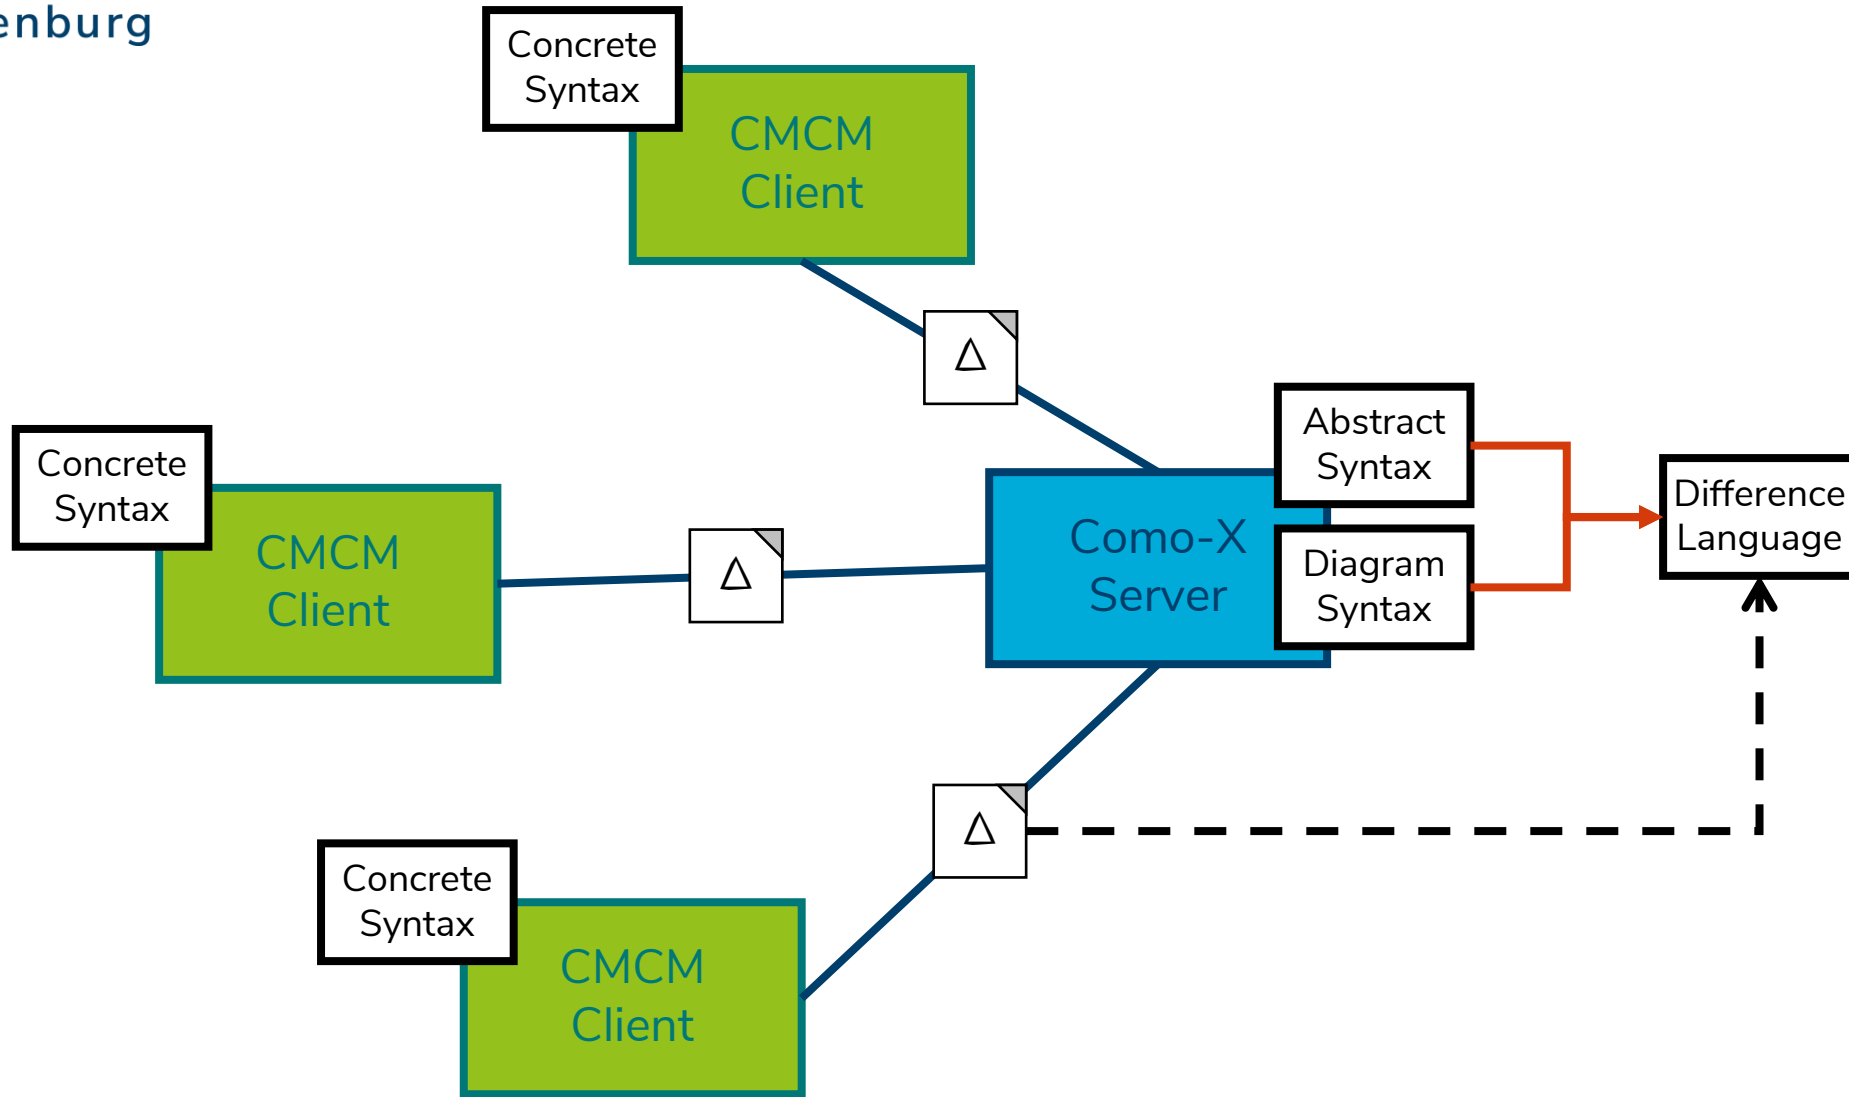 enburg
Concrete
Syntax
CMCM
Client
Δ
Abstract
Syntax
Concrete
Syntax
CMCM
Client
Δ
Como-X
Server
Diagram
Syntax
Difference
Language
Δ
Concrete
Syntax
CMCM
Client